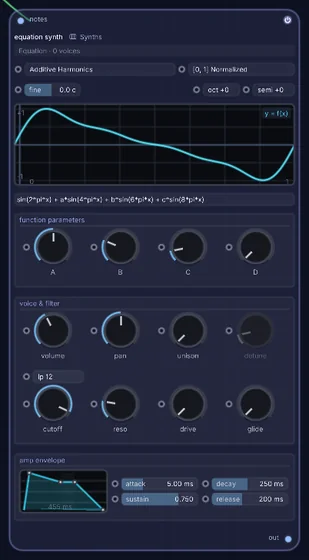 notes
equation synth Synths
Equation · 0 voices
Additive Harmonics [0, 1] Normalized
fine 0.0 c oct +0 semi +0
1 y = f(x)
-1 0 1
sin(2*pi*x) + a*sin(4*pi*x) + b*sin(6*pi*x) + c*sin(8*pi*x)
function parameters
A B C D
voice & filter
volume pan unison detune
lp 12
cutoff reso drive glide
amp envelope
455 ms
attack 5.00 ms decay 250 ms
sustain 0.750 release 200 ms
out